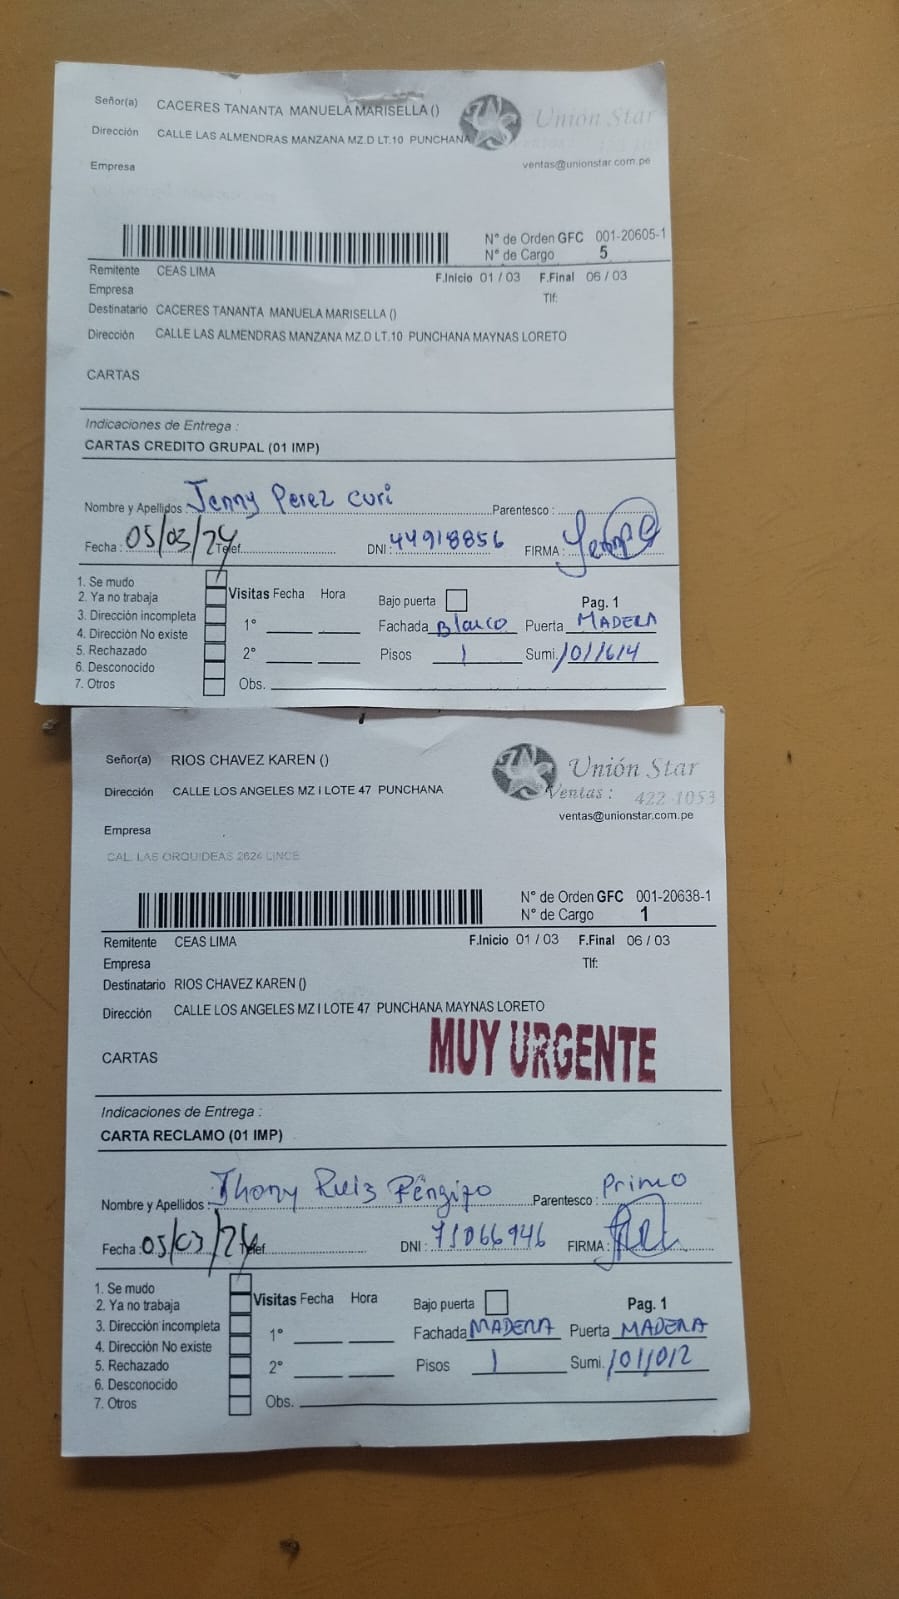 Señor(a) CACERES TANANTA MANUELA MARISELLA ()
Unión Star
Dirección CALLE LAS ALMENDRAS MANZANA MZ.D LT.10 PUNCHANA
Empresa
ventas@unionstar.com.pe
N° de Orden GFC 001-20605-1
N° de Cargo 5
Remitente CEAS LIMA F.Inicio 01 / 03 F.Final 06 / 03
Empresa
Tlf:
Destinatario CACERES TANANTA MANUELA MARISELLA ()
Dirección CALLE LAS ALMENDRAS MANZANA MZ.D LT.10 PUNCHANA MAYNAS LORETO
CARTAS
Indicaciones de Entrega :
CARTAS CREDITO GRUPAL (01 IMP)
Nombre y Apellidos : Jenny Perez Curi Parentesco :
Fecha : 05/03/24 Telef. DNI : 44918856 FIRMA :
1. Se mudo
2. Ya no trabaja Visitas Fecha Hora Bajo puerta Pag. 1
3. Dirección incompleta 1° Fachada Blanco Puerta MADERA
4. Dirección No existe
5. Rechazado 2° Pisos 1 Sumi. 101614
6. Desconocido
7. Otros Obs.
Señor(a) RIOS CHAVEZ KAREN ()
Unión Star
Dirección CALLE LOS ANGELES MZ I LOTE 47 PUNCHANA
Ventas : 422-1053
ventas@unionstar.com.pe
Empresa
CAL. LAS ORQUIDEAS 2624 LINCE
N° de Orden GFC 001-20638-1
N° de Cargo 1
Remitente CEAS LIMA F.Inicio 01 / 03 F.Final 06 / 03
Empresa
Tlf:
Destinatario RIOS CHAVEZ KAREN ()
Dirección CALLE LOS ANGELES MZ I LOTE 47 PUNCHANA MAYNAS LORETO
MUY URGENTE
CARTAS
Indicaciones de Entrega :
CARTA RECLAMO (01 IMP)
Nombre y Apellidos : Jhony Ruiz Rengifo Parentesco : Primo
Fecha : 05/03/24 Telef. DNI : 71066946 FIRMA :
1. Se mudo
2. Ya no trabaja Visitas Fecha Hora Bajo puerta Pag. 1
3. Dirección incompleta 1° Fachada MADERA Puerta MADERA
4. Dirección No existe
5. Rechazado 2° Pisos 1 Sumi. 101012
6. Desconocido
7. Otros Obs.